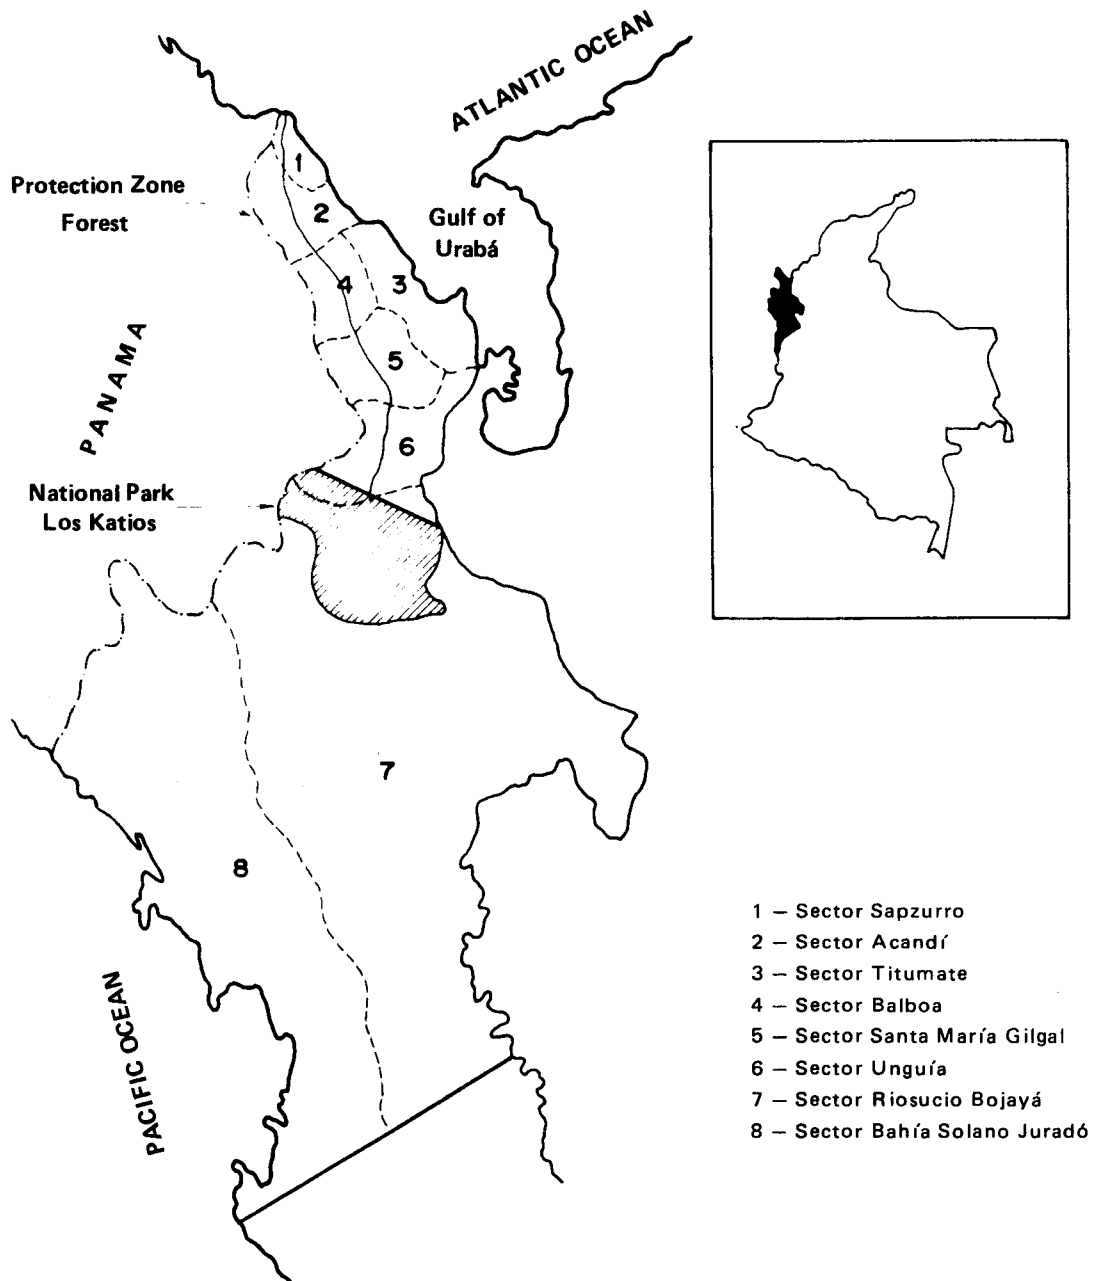 ATLANTIC OCEAN
Protection Zone
Forest
Gulf of
Urabá
1
2
3
4
5
6
PANAMA
National Park
Los Katios
7
8
PACIFIC OCEAN
1 — Sector Sapzurro
2 — Sector Acandí
3 — Sector Titumate
4 — Sector Balboa
5 — Sector Santa María Gilgal
6 — Sector Unguía
7 — Sector Riosucio Bojayá
8 — Sector Bahía Solano Juradó